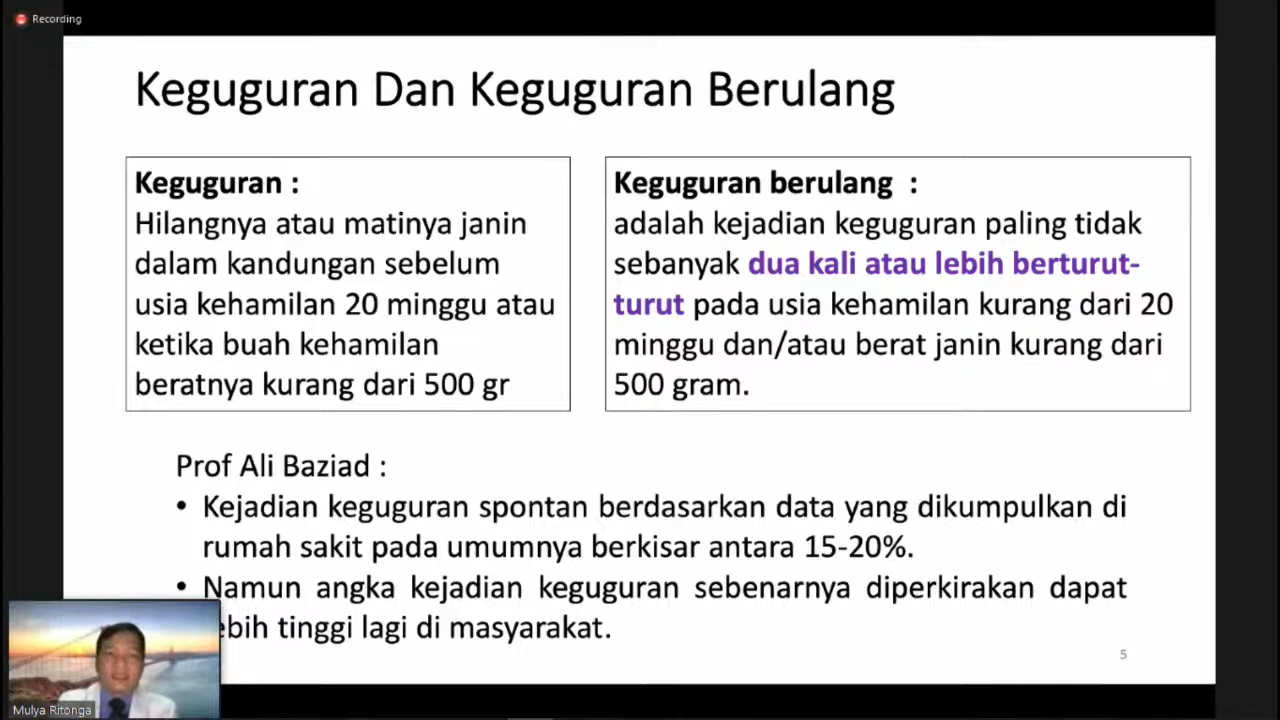 Recording
Keguguran Dan Keguguran Berulang
Keguguran :
Hilangnya atau matinya janin
dalam kandungan sebelum
usia kehamilan 20 minggu atau
ketika buah kehamilan
beratnya kurang dari 500 gr
Keguguran berulang :
adalah kejadian keguguran paling tidak
sebanyak dua kali atau lebih berturut-
turut pada usia kehamilan kurang dari 20
minggu dan/atau berat janin kurang dari
500 gram.
Prof Ali Baziad :
• Kejadian keguguran spontan berdasarkan data yang dikumpulkan di
rumah sakit pada umumnya berkisar antara 15-20%.
• Namun angka kejadian keguguran sebenarnya diperkirakan dapat
ebih tinggi lagi di masyarakat.
5
Mulya Ritonga